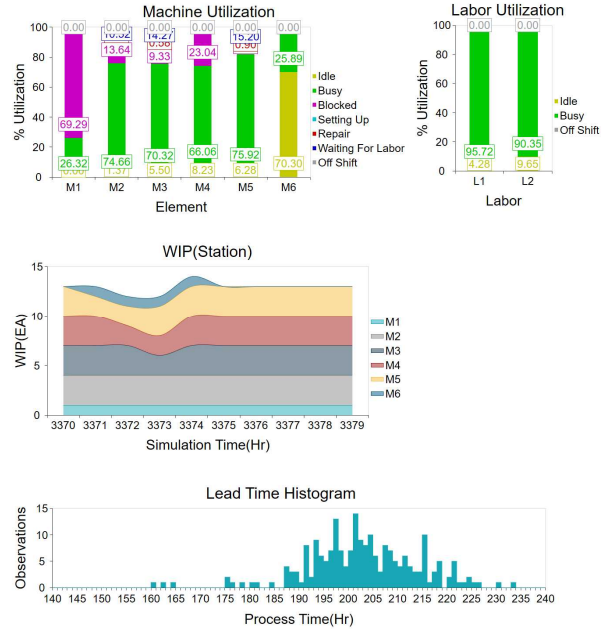 Machine Utilization
% Utilization
100
80
60
40
20
0
0.00 0.00 0.00 0.00 0.00 0.00
14.27 15.20
13.64 9.33 23.04 0.90 25.89
69.29
26.32 74.66 70.32 66.06 75.92 70.30
5.50 8.23 6.28
M1 M2 M3 M4 M5 M6
Element
Idle
Busy
Blocked
Setting Up
Repair
Waiting For Labor
Off Shift
Labor Utilization
% Utilization
100
80
60
40
20
0
0.00 0.00
95.72 90.35
4.28 9.65
L1 L2
Labor
Idle
Busy
Off Shift
WIP(Station)
WIP(EA)
15
10
5
0
3370 3371 3372 3373 3374 3375 3376 3377 3378 3379
Simulation Time(Hr)
M1
M2
M3
M4
M5
M6
Lead Time Histogram
Observations
15
10
5
0
140 145 150 155 160 165 170 175 180 185 190 195 200 205 210 215 220 225 230 235 240
Process Time(Hr)